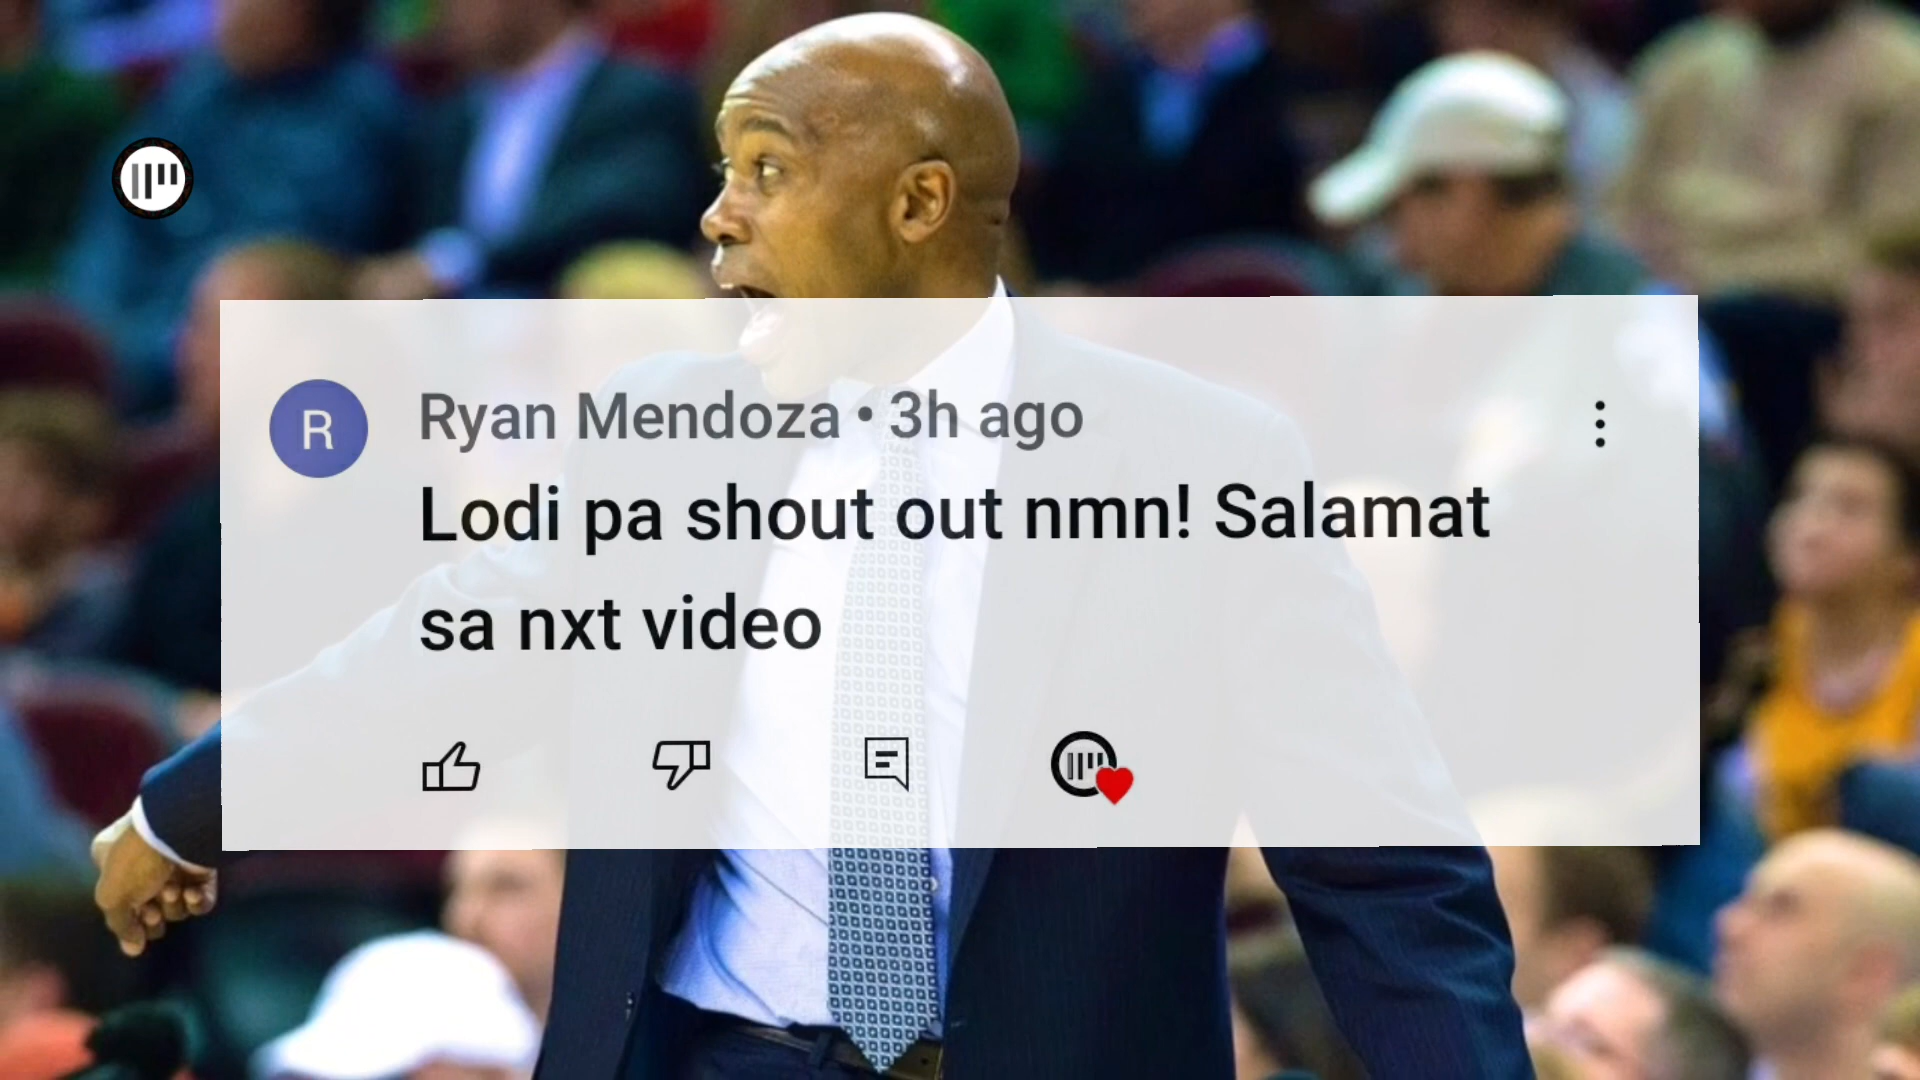 Ryan Mendoza • 3h ago
Lodi pa shout out nmn! Salamat
sa nxt video
R